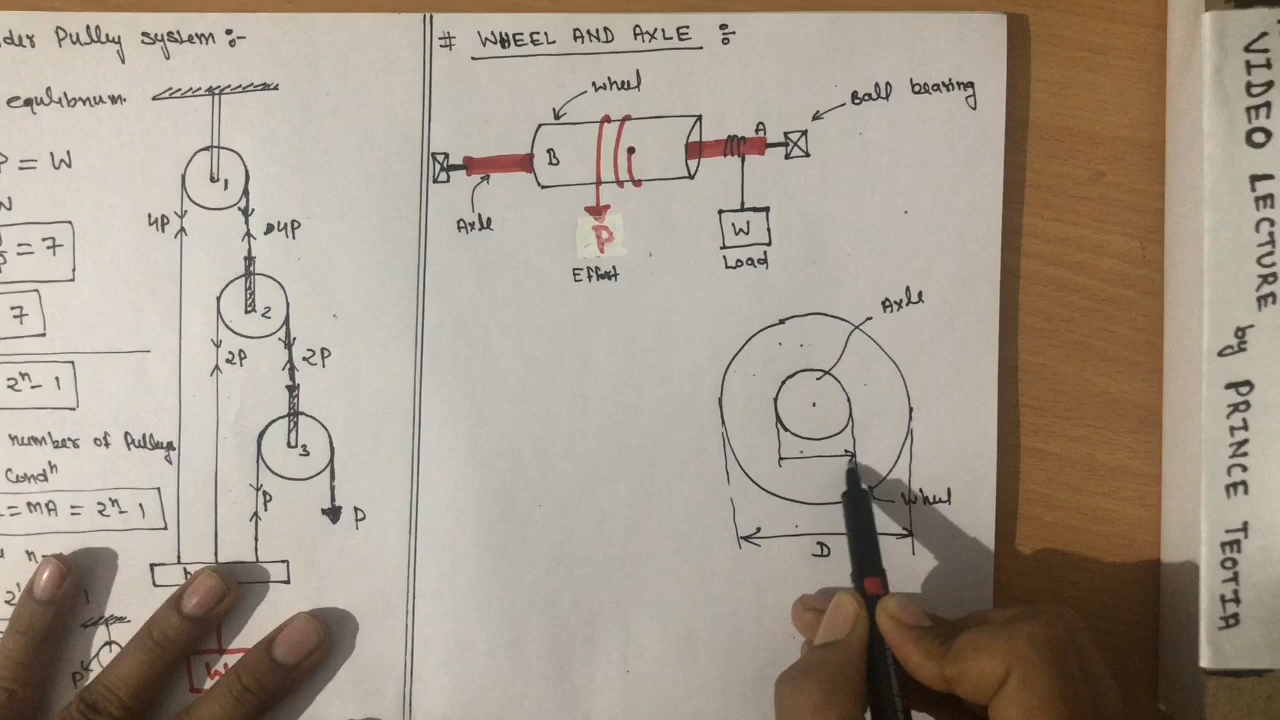 der Pulley system :-
equlibrium.
P = W
= 7
7
2ⁿ - 1
number of Pulleys
Condⁿ
= MA = 2ⁿ - 1
n
2'
1
P
1
4P
4P
2
2P
2P
3
P
P
W
# WHEEL AND AXLE :-
Wheel
Ball bearing
B
A
Axle
P
Effort
W
Load
Axle
Wheel
D
VIDEO LECTURE by PRINCE TEOTIA